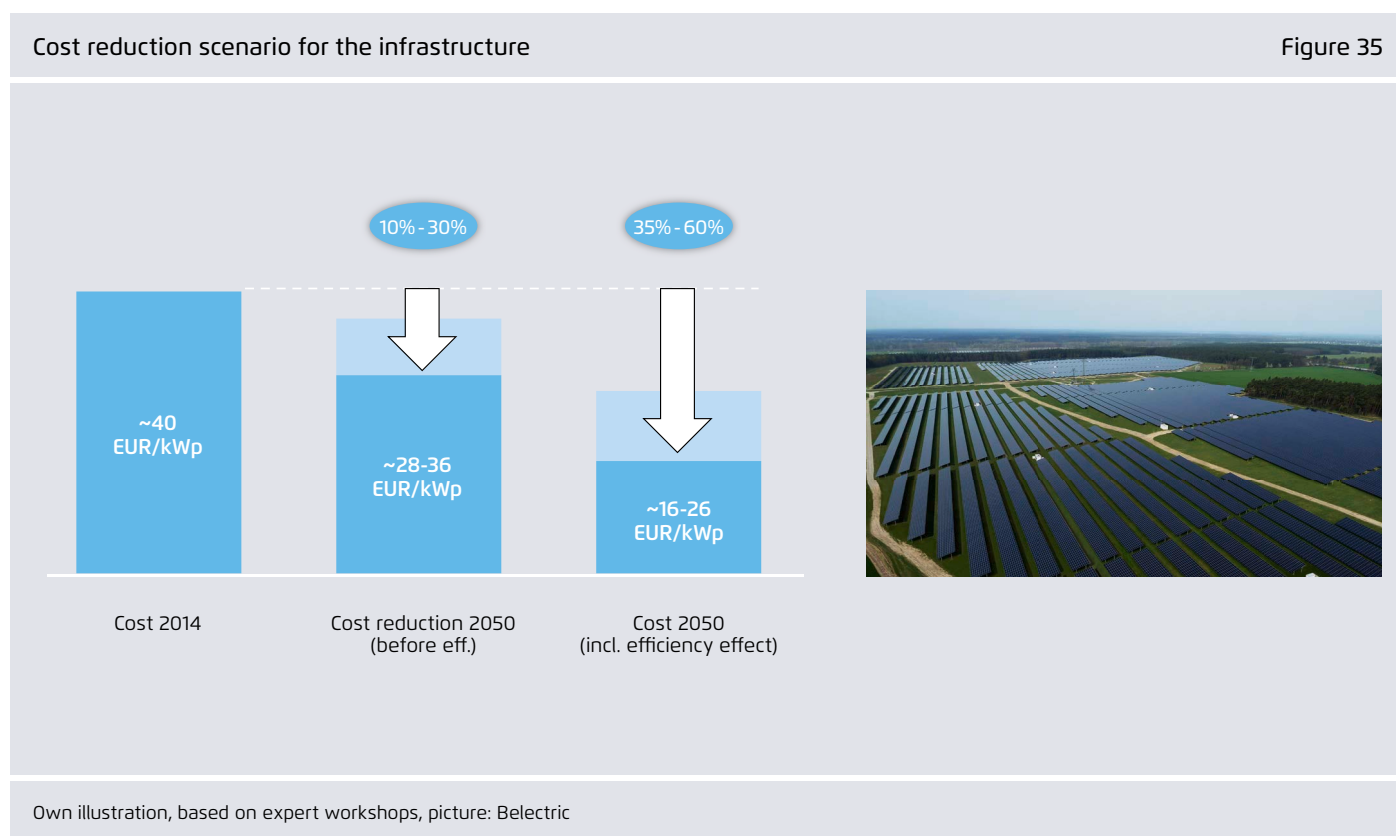 Cost reduction scenario for the infrastructure
Figure 35
10% - 30%
35% - 60%
~40
EUR/kWp
~28-36
EUR/kWp
~16-26
EUR/kWp
Cost 2014
Cost reduction 2050
(before eff.)
Cost 2050
(incl. efficiency effect)
Own illustration, based on expert workshops, picture: Belectric